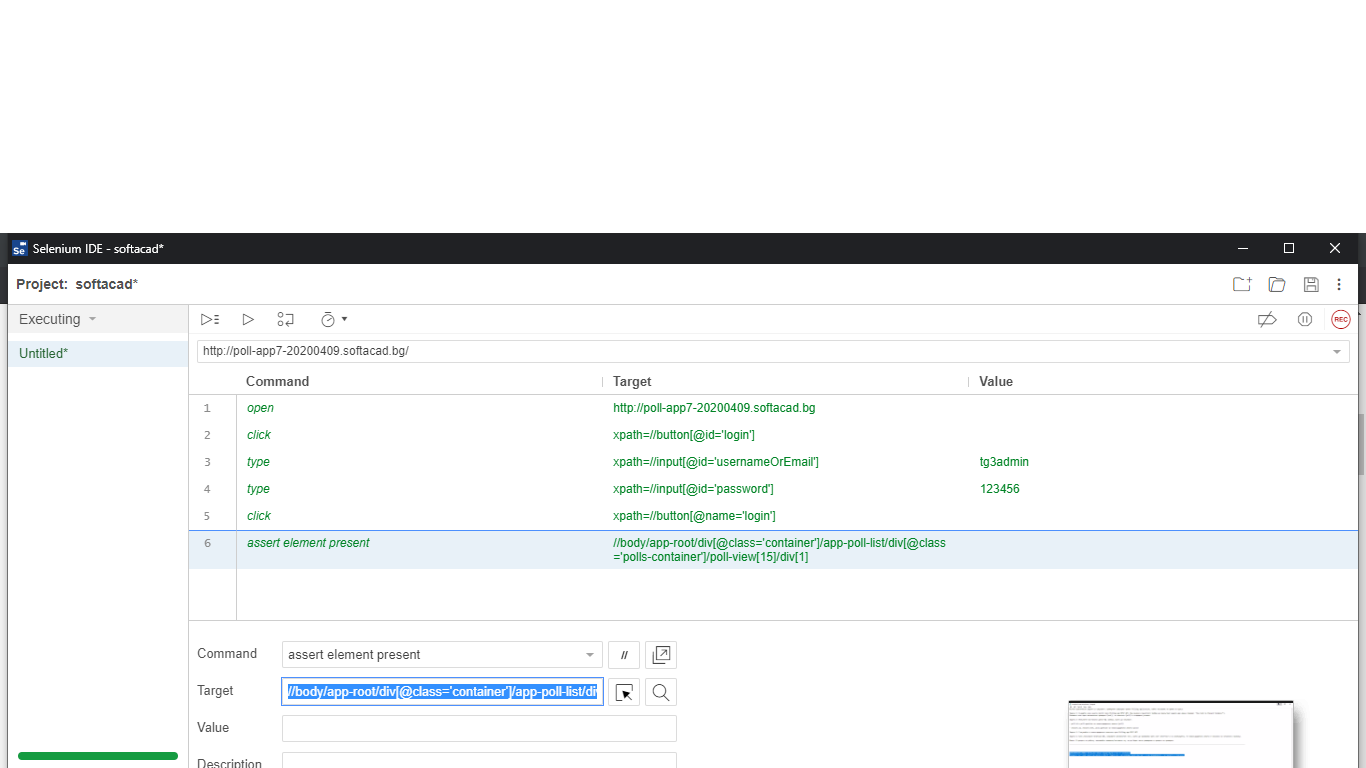 Se Selenium IDE - softacad*
Project: softacad*
Executing
REC
Untitled*
http://poll-app7-20200409.softacad.bg/
Command Target Value
1 open http://poll-app7-20200409.softacad.bg
2 click xpath=//button[@id='login']
3 type xpath=//input[@id='usernameOrEmail'] tg3admin
4 type xpath=//input[@id='password'] 123456
5 click xpath=//button[@name='login']
6 assert element present //body/app-root/div[@class='container']/app-poll-list/div[@class
='polls-container']/poll-view[15]/div[1]
Command assert element present //
Target //body/app-root/div[@class='container']/app-poll-list/di
Value
Description